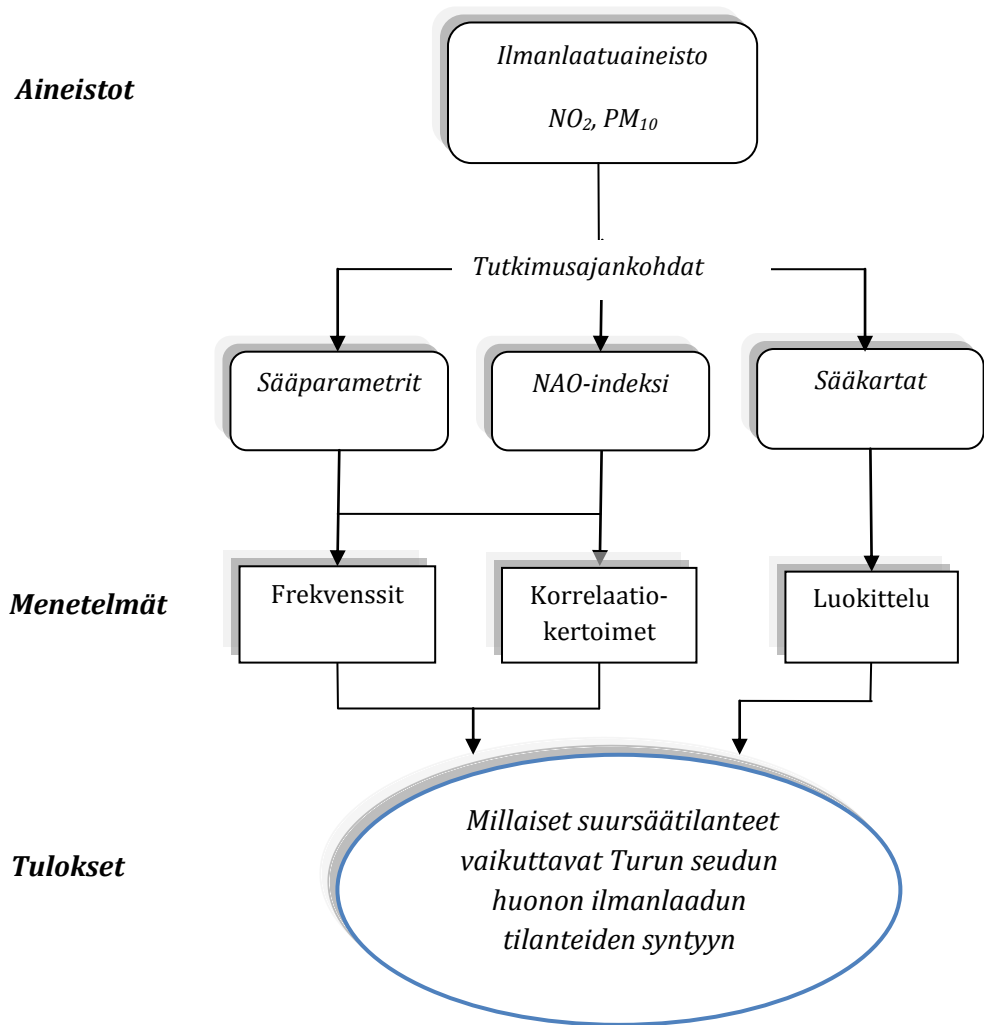 Aineistot
Ilmanlaatuaineisto
NO₂, PM₁₀
Tutkimusajankohdat
Sääparametrit
NAO-indeksi
Sääkartat
Menetelmät
Frekvenssit
Korrelaatio-
kertoimet
Luokittelu
Tulokset
Millaiset suursäätilanteet
vaikuttavat Turun seudun
huonon ilmanlaadun
tilanteiden syntyyn